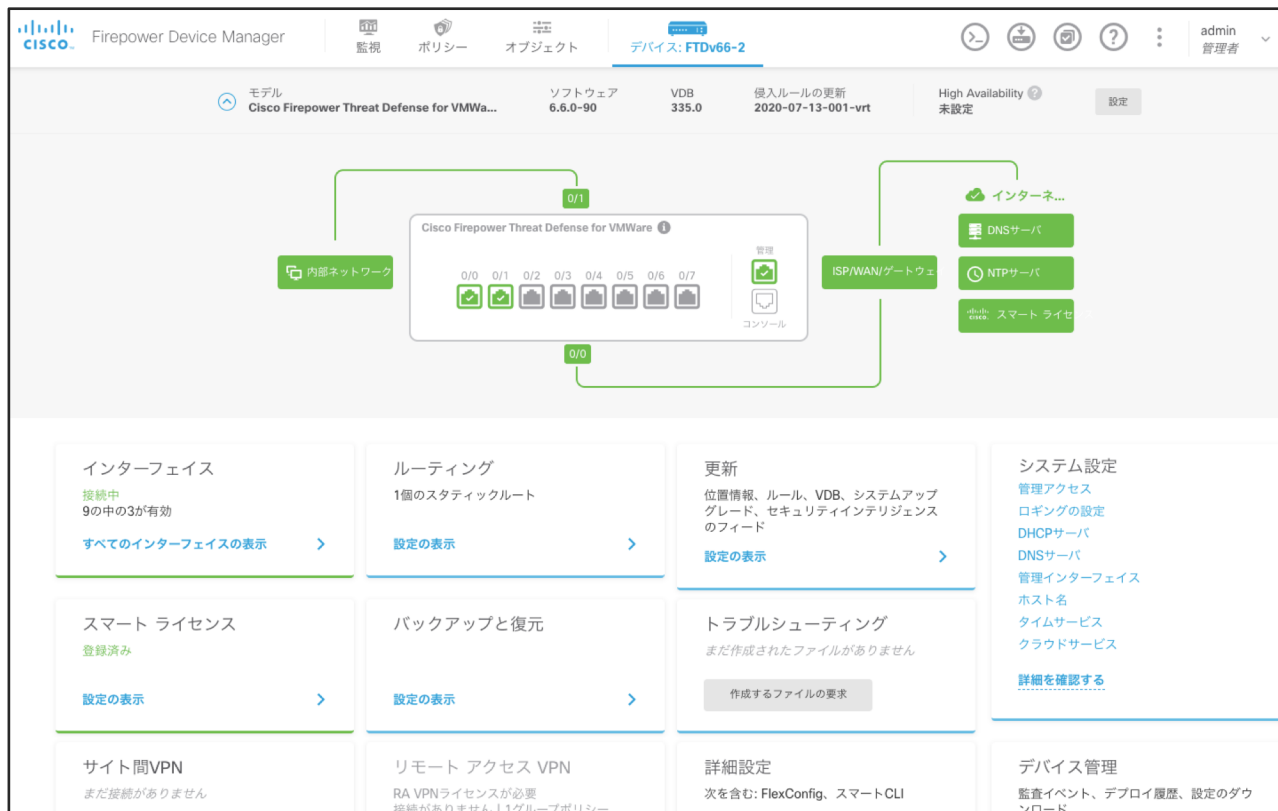 CISCO
Firepower Device Manager
監視
ポリシー
オブジェクト
デバイス: FTDv66-2
admin
管理者
モデル
Cisco Firepower Threat Defense for VMWa...
ソフトウェア
6.6.0-90
VDB
335.0
侵入ルールの更新
2020-07-13-001-vrt
High Availability ?
未設定
設定
0/1
インターネ...
Cisco Firepower Threat Defense for VMWare
DNSサーバ
管理
内部ネットワーク
ISP/WAN/ゲートウェ
NTPサーバ
0/0 0/1 0/2 0/3 0/4 0/5 0/6 0/7
CISCO スマート ライセ
コンソール
0/0
インターフェイス
接続中
9の中の3が有効
すべてのインターフェイスの表示
ルーティング
1個のスタティックルート
設定の表示
更新
位置情報、ルール、VDB、システムアップ
グレード、セキュリティインテリジェンス
のフィード
設定の表示
システム設定
管理アクセス
ロギングの設定
DHCPサーバ
DNSサーバ
管理インターフェイス
ホスト名
タイムサービス
クラウドサービス
詳細を確認する
スマート ライセンス
登録済み
設定の表示
バックアップと復元
設定の表示
トラブルシューティング
まだ作成されたファイルがありません
作成するファイルの要求
サイト間VPN
まだ接続がありません
リモート アクセス VPN
RA VPNライセンスが必要
接続がありません | 1グループポリシー
詳細設定
次を含む: FlexConfig、スマートCLI
デバイス管理
監査イベント、デプロイ履歴、設定のダウ
ンロード